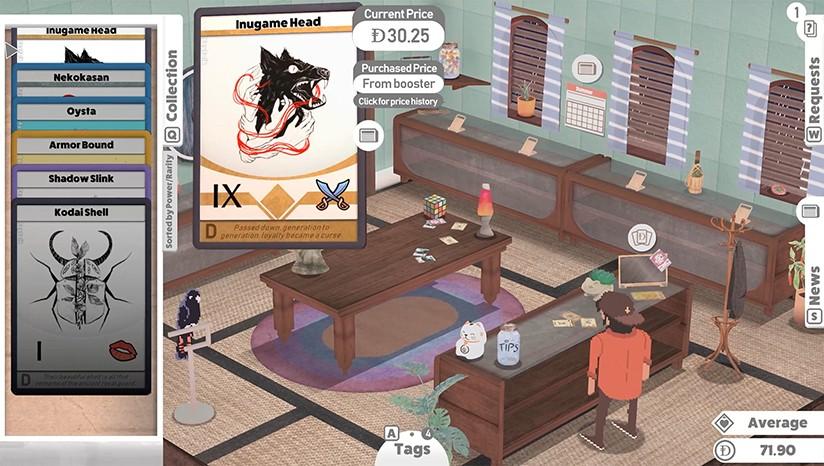 Inugame Head
Nekokasan
Oysta
Armor Bound
Shadow Slink
Kodai Shell
I
D
Collection
Sorted by Power/Rarity
Inugame Head
IX
D
Passed down, generation to
generation, loyalty became a curse.
Current Price
Đ30.25
Purchased Price
From booster
Click for price history
TIPS
A
4
Tags
1
Requests
W
News
S
Average
71.90